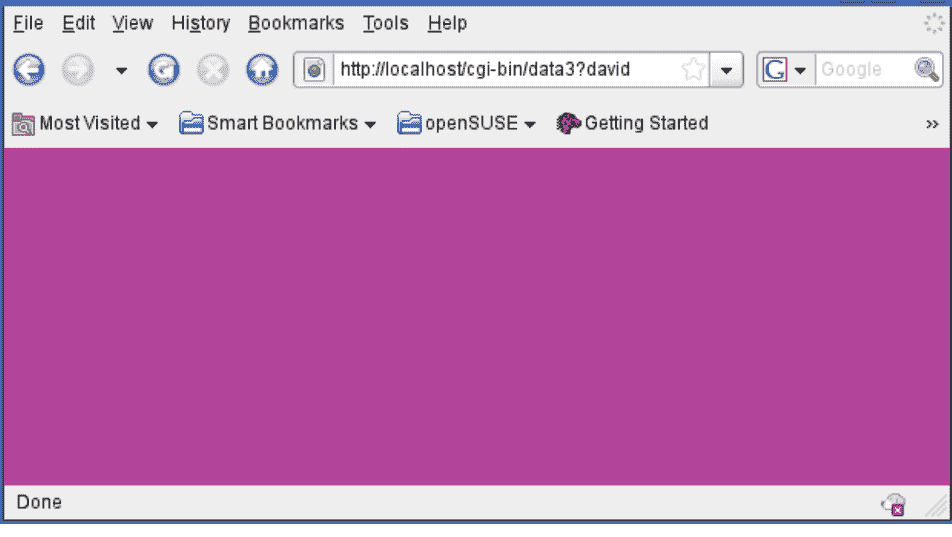 File Edit View History Bookmarks Tools Help
http://localhost/cgi-bin/data3?david G Google
Most Visited Smart Bookmarks openSUSE Getting Started »
Done